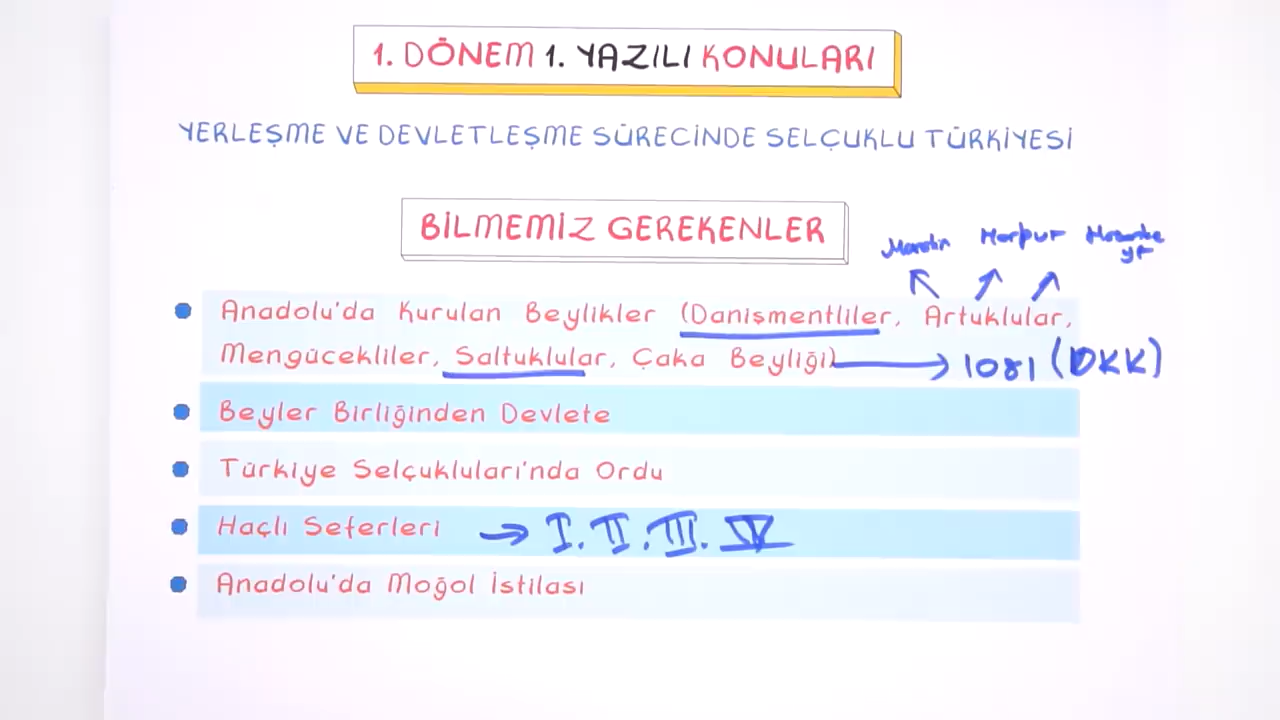 1. DÖNEM 1. YAZILI KONULARI
YERLEŞME VE DEVLETLEŞME SÜRECİNDE SELÇUKLU TÜRKİYESİ
BİLMEMİZ GEREKENLER
Harput
Anadolu'da Kurulan Beylikler (Danişmentliler, Artuklular,
Mengücekliler, Saltuklular, Çaka Beyliği) 1081 (DKK)
Beyler Birliğinden Devlete
Türkiye Selçukluları'nda Ordu
Haçlı Seferleri → I. II. III. IV
Anadolu'da Moğol İstilası